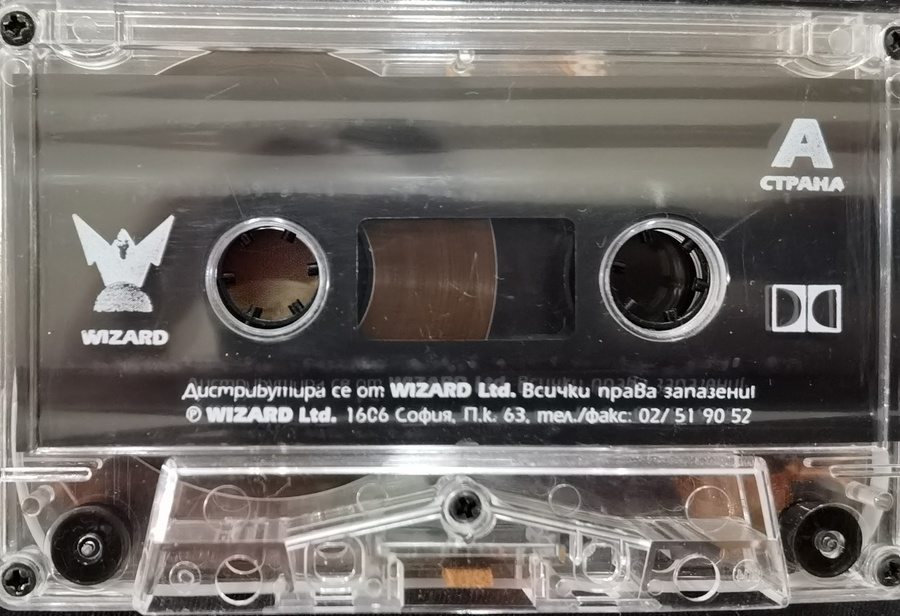 A
СТРАНА
WIZARD
Дистрибутира се от WIZARD Ltd. Всички права запазени!
℗ WIZARD Ltd. 1606 София, П.к. 63, тел./факс: 02/ 51 90 52